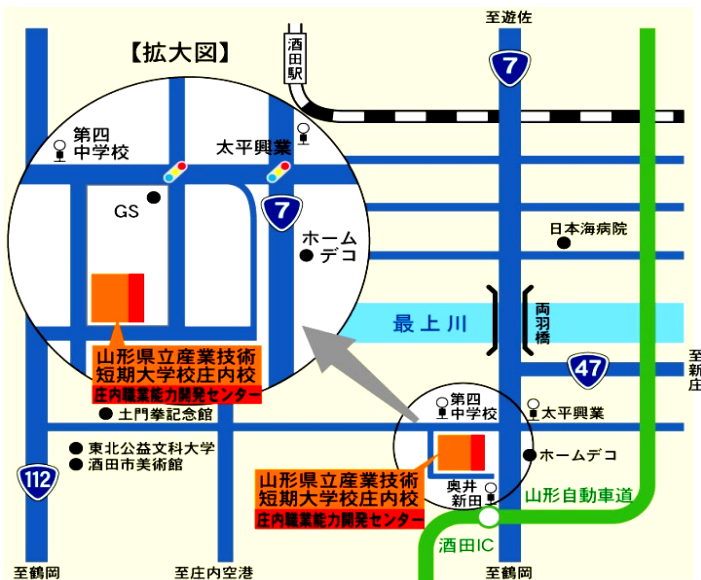 至遊佐
【拡大図】
酒田駅
7
第四
中学校
太平興業
GS
7
ホーム
デコ
日本海病院
最上川
両羽橋
山形県立産業技術
短期大学校庄内校
庄内職業能力開発センター
47
至新庄
土門拳記念館
第四
中学校
太平興業
東北公益文科大学
酒田市美術館
ホームデコ
112
山形県立産業技術
短期大学校庄内校
庄内職業能力開発センター
奥井
新田
山形自動車道
酒田IC
至鶴岡
至庄内空港
至鶴岡